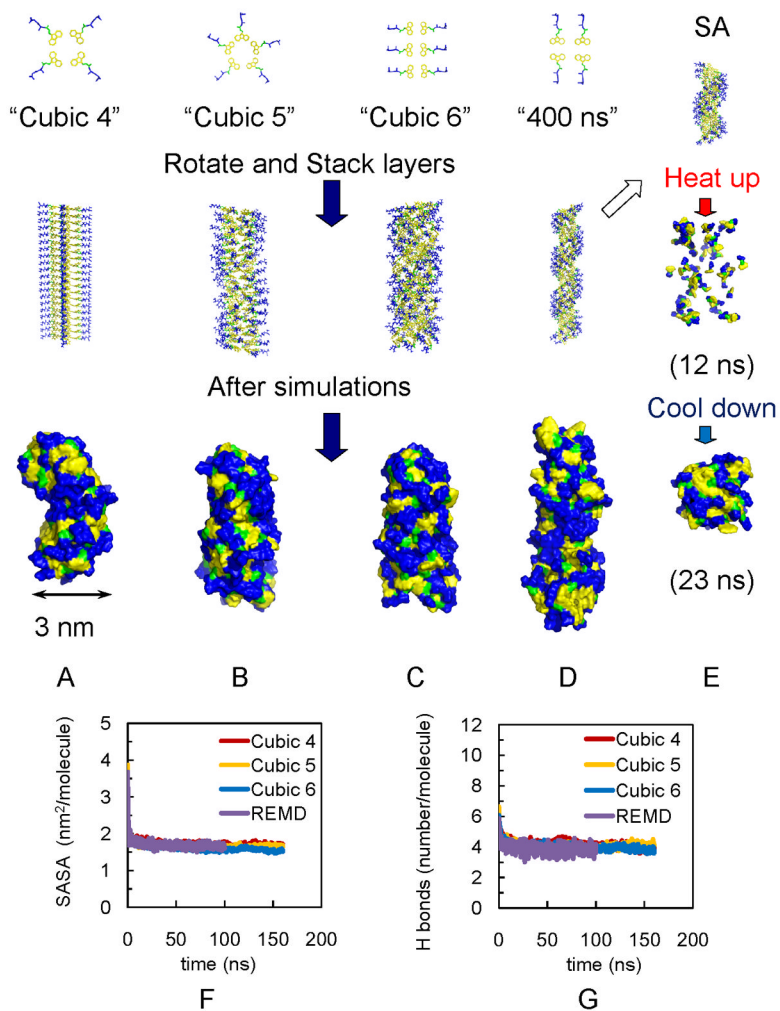 SA
“Cubic 4” “Cubic 5” “Cubic 6” “400 ns”
Rotate and Stack layers
Heat up
(12 ns)
After simulations
Cool down
(23 ns)
3 nm
A B C D E
SASA (nm²/molecule)
5
4
3
2
1
0
0 50 100 150 200
time (ns)
Cubic 4
Cubic 5
Cubic 6
REMD
F
H bonds (number/molecule)
12
10
8
6
4
2
0
0 50 100 150 200
time (ns)
Cubic 4
Cubic 5
Cubic 6
REMD
G